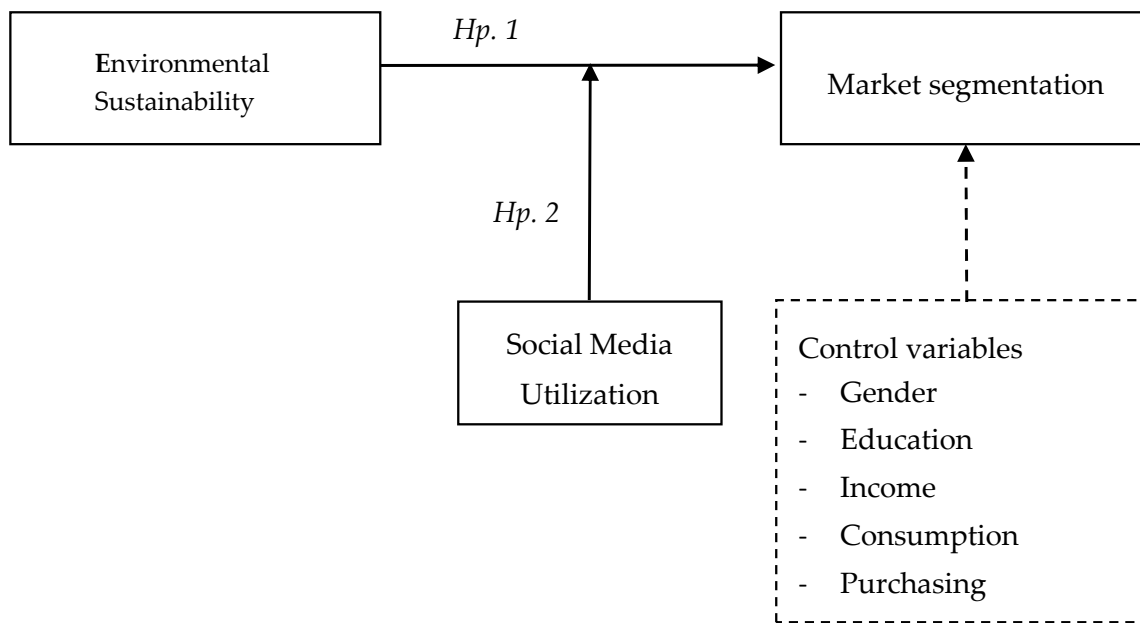 Hp. 1
Environmental
Sustainability
Market segmentation
Hp. 2
Social Media
Utilization
Control variables
- Gender
- Education
- Income
- Consumption
- Purchasing